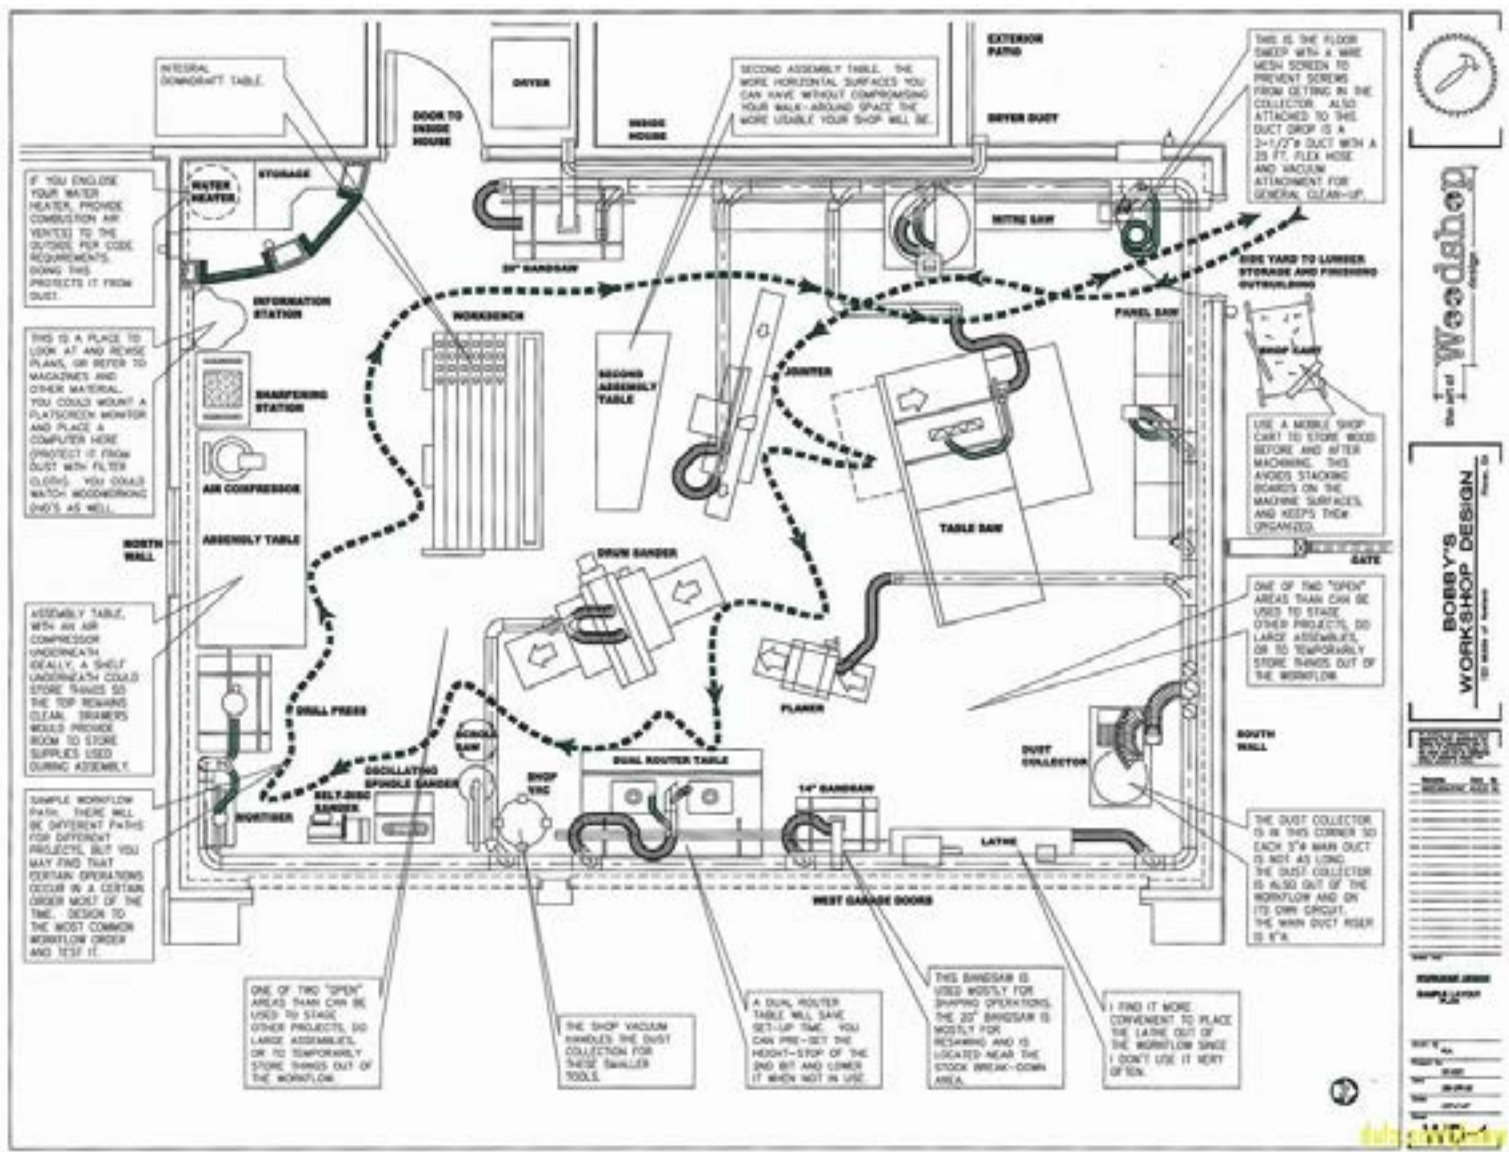 INTEGRAL
DOWNDRAFT TABLE.
DRYER
DOOR TO
INSIDE
HOUSE
INSIDE
HOUSE
SECOND ASSEMBLY TABLE. THE
MORE HORIZONTAL SURFACES YOU
CAN HAVE WITHOUT COMPROMISING
YOUR WALK-AROUND SPACE THE
MORE USABLE YOUR SHOP WILL BE.
EXTERIOR
PATIO
DRYER DUCT
THIS IS THE FLOOR
SWEEP WITH A WIRE
MESH SCREEN TO
PREVENT SCREWS
FROM GETTING IN THE
COLLECTOR. ALSO
ATTACHED TO THIS
DUCT DROP IS A
2-1/2"ø DUCT WITH A
25 FT. FLEX HOSE
AND VACUUM
ATTACHMENT FOR
GENERAL CLEAN-UP.
IF YOU ENCLOSE
YOUR WATER
HEATER, PROVIDE
COMBUSTION AIR
VENT(S) TO THE
OUTSIDE PER CODE
REQUIREMENTS.
DOING THIS
PROTECTS IT FROM
DUST.
WATER
HEATER
STORAGE
20" BANDSAW
MITRE SAW
SIDE YARD TO LUMBER
STORAGE AND FINISHING
OUTBUILDING
INFORMATION
STATION
WORKBENCH
PANEL SAW
SHOP CART
THIS IS A PLACE TO
LOOK AT AND REVISE
PLANS, OR REFER TO
MAGAZINES AND
OTHER MATERIAL.
YOU COULD MOUNT A
FLATSCREEN MONITOR
AND PLACE A
COMPUTER HERE
(PROTECT IT FROM
DUST WITH FILTER
CLOTH). YOU COULD
WATCH WOODWORKING
DVD'S AS WELL.
SHARPENING
STATION
SECOND
ASSEMBLY
TABLE
JOINTER
USE A MOBILE SHOP
CART TO STORE WOOD
BEFORE AND AFTER
MACHINING. THIS
AVOIDS STACKING
BOARDS ON THE
MACHINE SURFACES,
AND KEEPS THEM
ORGANIZED.
AIR COMPRESSOR
ASSEMBLY TABLE
NORTH
WALL
TABLE SAW
DRUM SANDER
GATE
ASSEMBLY TABLE,
WITH AN AIR
COMPRESSOR
UNDERNEATH
IDEALLY, A SHELF
UNDERNEATH COULD
STORE THINGS SO
THE TOP REMAINS
CLEAN. DRAWERS
WOULD PROVIDE
ROOM TO STORE
SUPPLIES USED
DURING ASSEMBLY.
ONE OF TWO "OPEN"
AREAS THAN CAN BE
USED TO STAGE
OTHER PROJECTS, DO
LARGE ASSEMBLIES,
OR TO TEMPORARILY
STORE THINGS OUT OF
THE WORKFLOW.
DRILL PRESS
PLANER
SCROLL
SAW
DUST
COLLECTOR
SOUTH
WALL
OSCILLATING
SPINDLE SANDER
BELT-DISC
SANDER
SHOP
VAC
DUAL ROUTER TABLE
14" BANDSAW
MORTISER
LATHE
SAMPLE WORKFLOW
PATH. THERE WILL
BE DIFFERENT PATHS
FOR DIFFERENT
PROJECTS, BUT YOU
MAY FIND THAT
CERTAIN OPERATIONS
OCCUR IN A CERTAIN
ORDER MOST OF THE
TIME. DESIGN TO
THE MOST COMMON
WORKFLOW ORDER
AND TEST IT.
THE DUST COLLECTOR
IS IN THIS CORNER SO
EACH 5"ø MAIN DUCT
IS NOT AS LONG.
THE DUST COLLECTOR
IS ALSO OUT OF THE
WORKFLOW AND ON
ITS OWN CIRCUIT.
THE MAIN DUCT RISER
IS 6"ø.
WEST GARAGE DOORS
ONE OF TWO "OPEN"
AREAS THAN CAN BE
USED TO STAGE
OTHER PROJECTS, DO
LARGE ASSEMBLIES,
OR TO TEMPORARILY
STORE THINGS OUT OF
THE WORKFLOW.
THE SHOP VACUUM
HANDLES THE DUST
COLLECTION FOR
THESE SMALLER
TOOLS.
A DUAL ROUTER
TABLE WILL SAVE
SET-UP TIME. YOU
CAN PRE-SET THE
HEIGHT-STOP OF THE
2ND BIT AND LOWER
IT WHEN NOT IN USE.
THIS BANDSAW IS
USED MOSTLY FOR
SHAPING OPERATIONS.
THE 20" BANDSAW IS
MOSTLY FOR
RESAWING AND IS
LOCATED NEAR THE
STOCK BREAK-DOWN
AREA.
I FIND IT MORE
CONVENIENT TO PLACE
THE LATHE OUT OF
THE WORKFLOW SINCE
I DON'T USE IT VERY
OFTEN.
the art of Woodshop design
BOBBY'S
WORKSHOP DESIGN
SAMPLE LAYOUT
PLAN